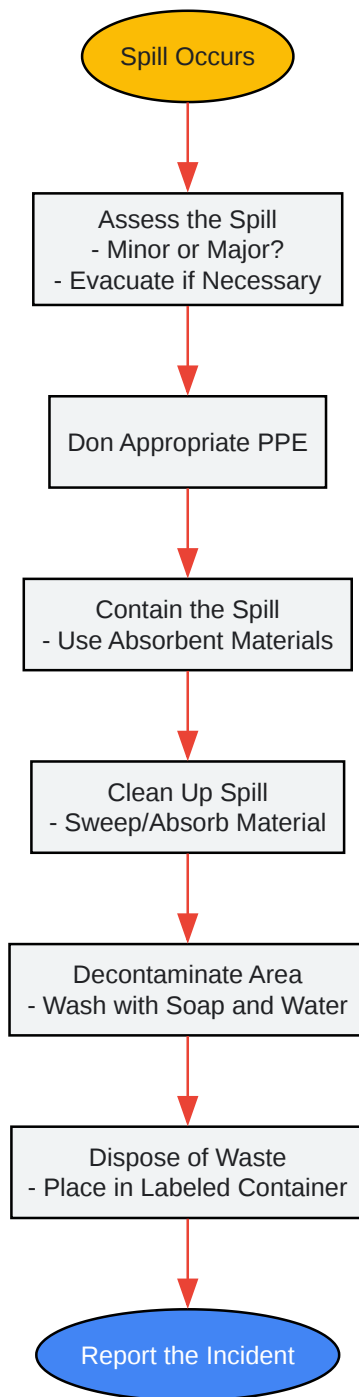 Spill Occurs
Assess the Spill
- Minor or Major?
- Evacuate if Necessary
Don Appropriate PPE
Contain the Spill
- Use Absorbent Materials
Clean Up Spill
- Sweep/Absorb Material
Decontaminate Area
- Wash with Soap and Water
Dispose of Waste
- Place in Labeled Container
Report the Incident